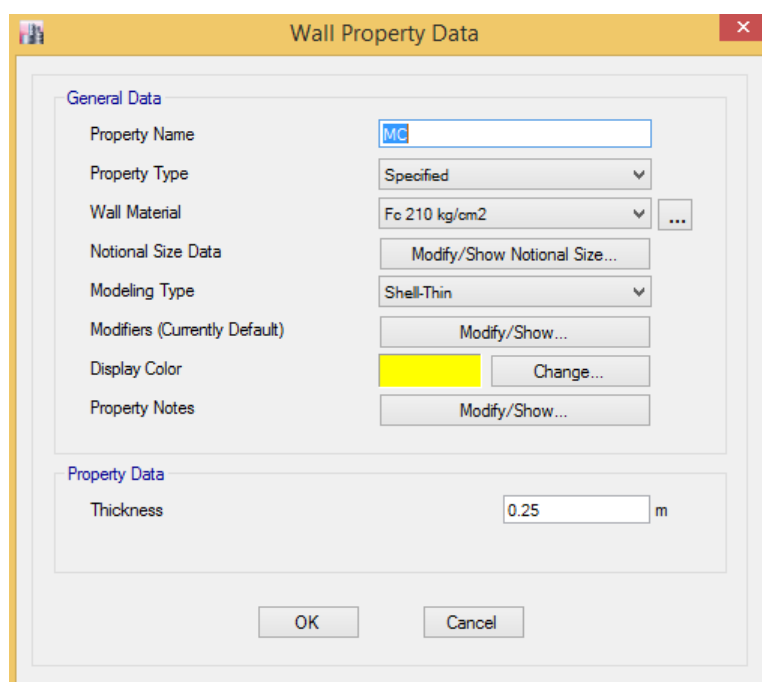 Wall Property Data
General Data
Property Name MC
Property Type Specified
Wall Material Fc 210 kg/cm2 ...
Notional Size Data Modify/Show Notional Size...
Modeling Type Shell-Thin
Modifiers (Currently Default) Modify/Show...
Display Color Change...
Property Notes Modify/Show...
Property Data
Thickness 0.25 m
OK Cancel